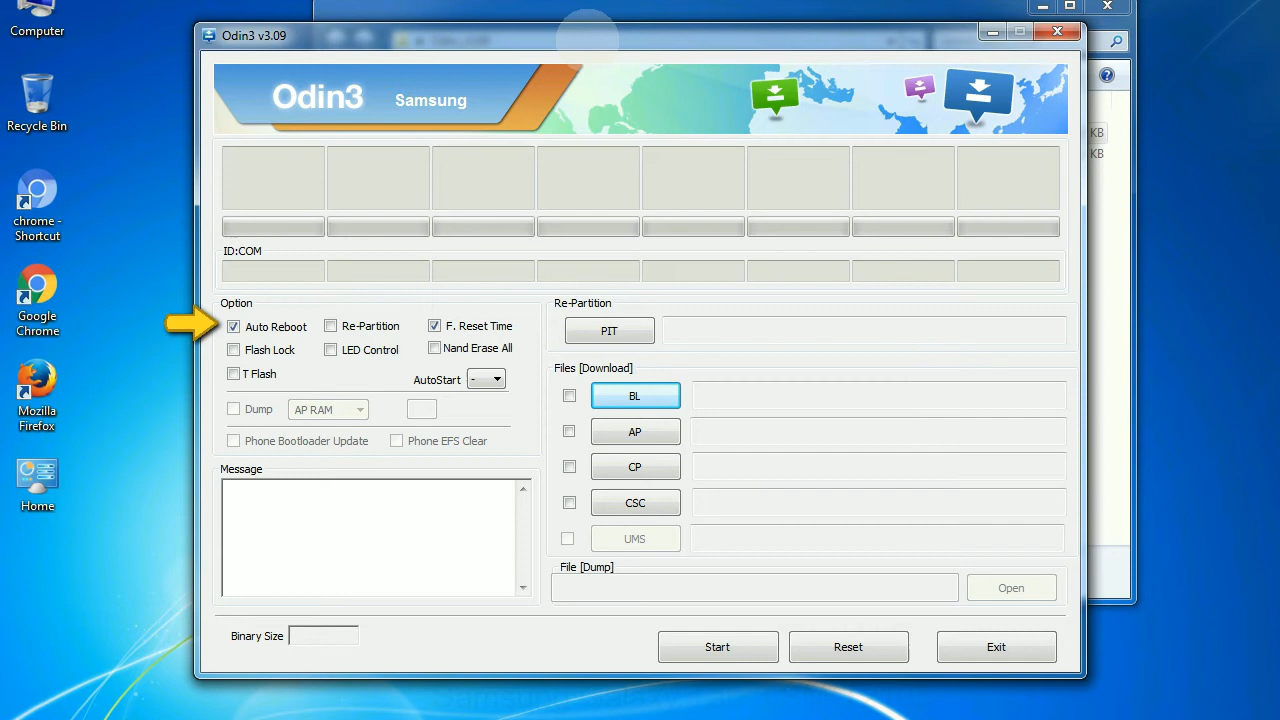 Computer
Recycle Bin
chrome -
Shortcut
Google
Chrome
Mozilla
Firefox
Home
Odin3 v3.09
Odin3 Samsung
KB
KB
ID:COM
Option
Auto Reboot
Re-Partition
F. Reset Time
Flash Lock
LED Control
Nand Erase All
T Flash
AutoStart -
Dump
AP RAM
Phone Bootloader Update
Phone EFS Clear
Message
Re-Partition
PIT
Files [Download]
BL
AP
CP
CSC
UMS
File [Dump]
Open
Binary Size
Start
Reset
Exit